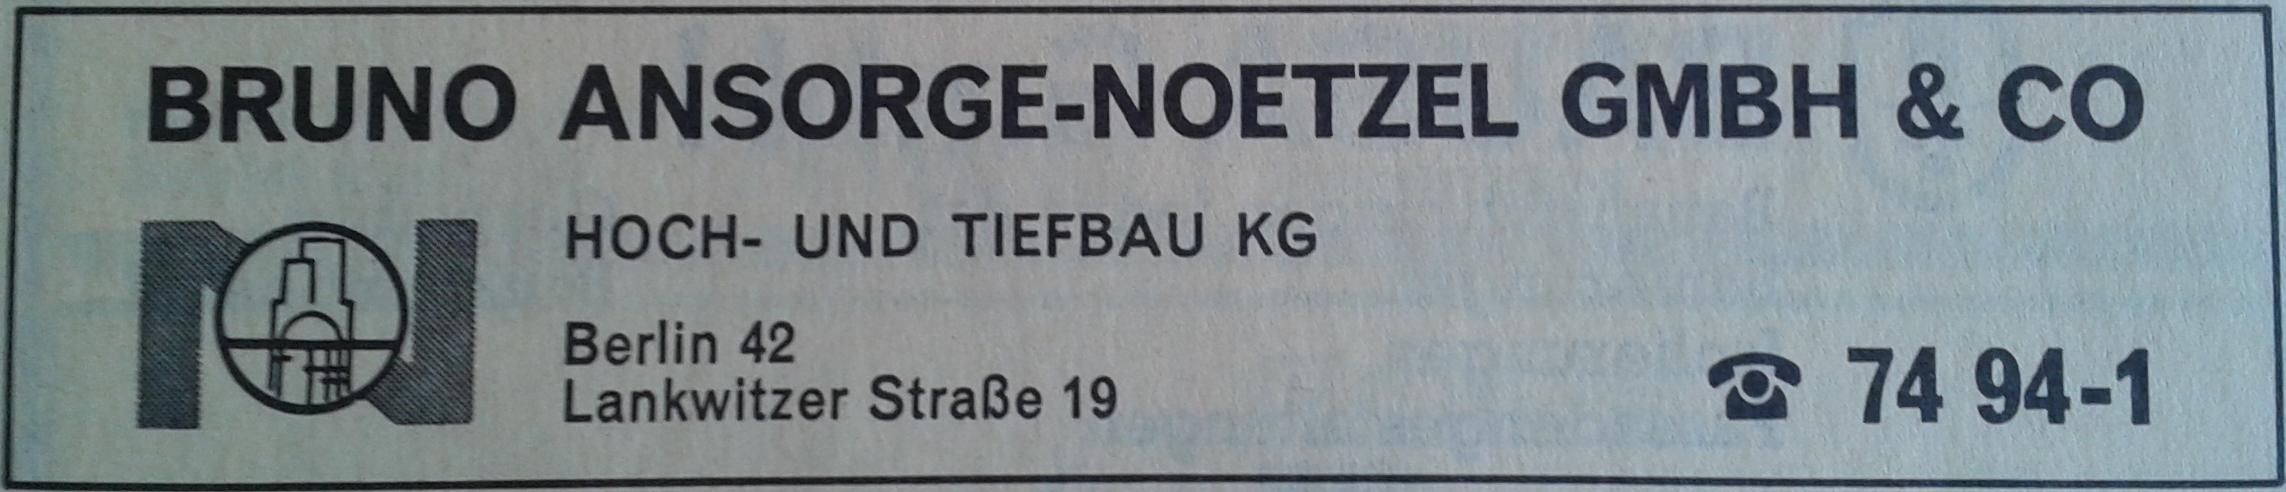 BRUNO ANSORGE-NOETZEL GMBH & CO
HOCH- UND TIEFBAU KG
Berlin 42
Lankwitzer Straße 19
☎ 74 94-1